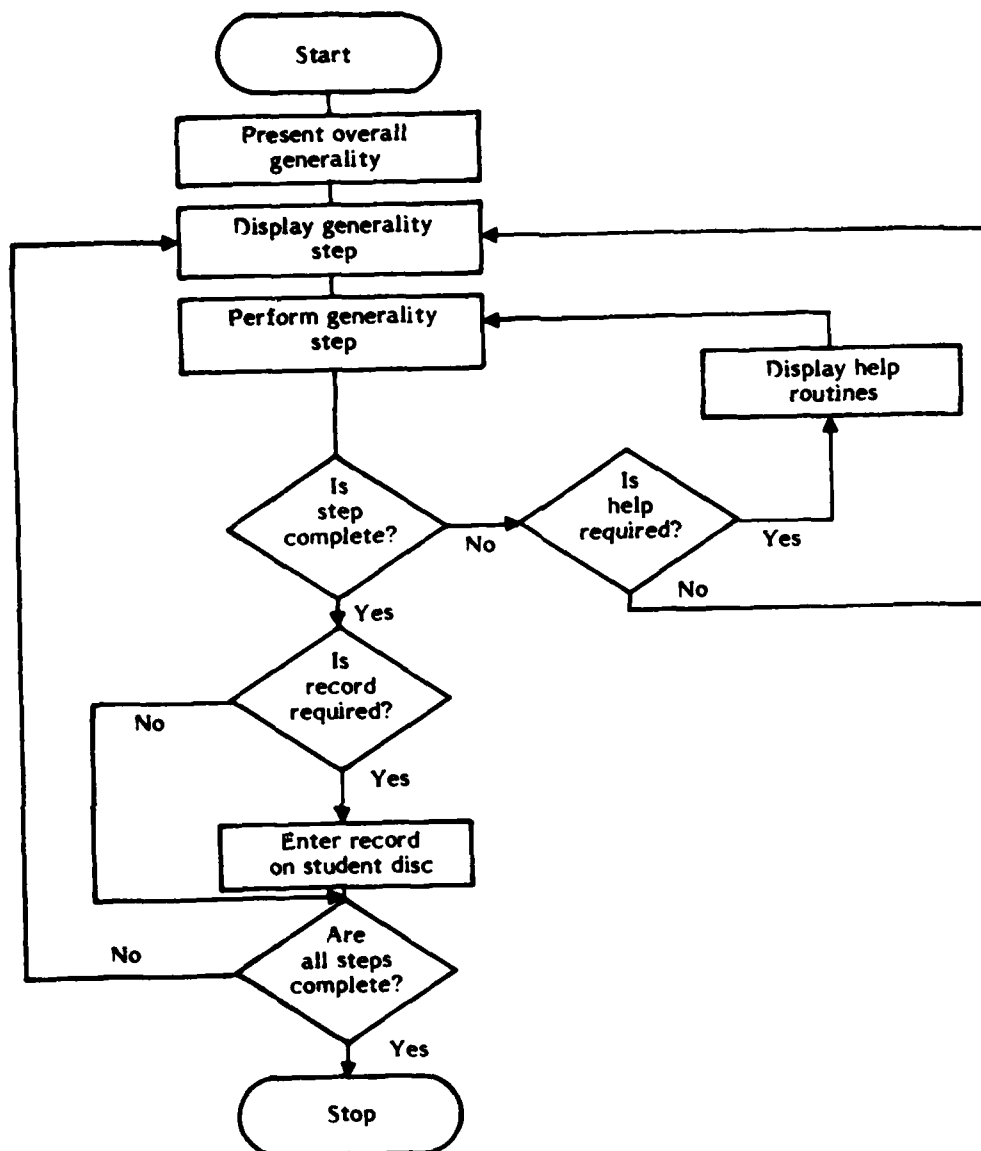 Start
Present overall
generality
Display generality
step
Perform generality
step
Display help
routines
Is
step
complete?
No
Is
help
required?
Yes
No
Yes
Is
record
required?
No
Yes
Enter record
on student disc
Are
all steps
complete?
No
Yes
Stop